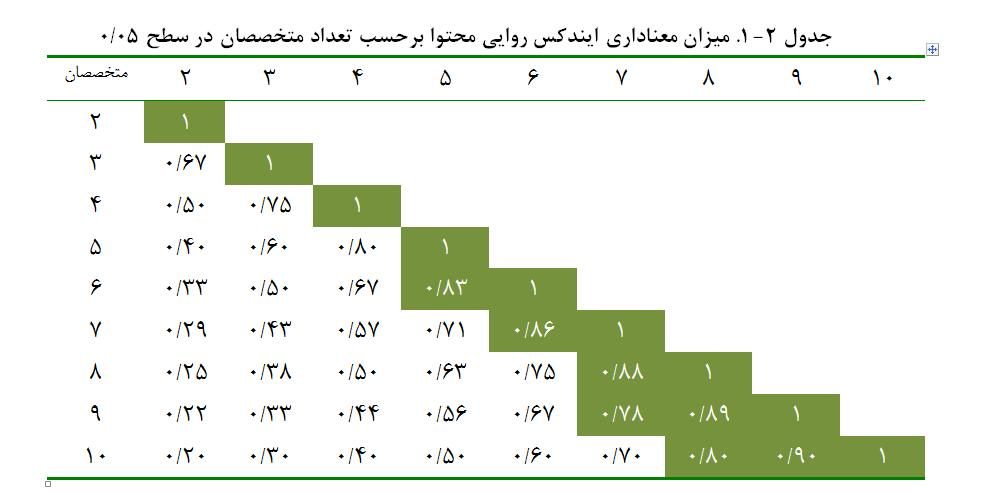 جدول ۲-۱. میزان معناداری ایندکس روایی محتوا برحسب تعداد متخصصان در سطح ۰/۰۵
متخصصان ۲ ۳ ۴ ۵ ۶ ۷ ۸ ۹ ۱۰
۲ ۱
۳ ۰/۶۷ ۱
۴ ۰/۵۰ ۰/۷۵ ۱
۵ ۰/۴۰ ۰/۶۰ ۰/۸۰ ۱
۶ ۰/۳۳ ۰/۵۰ ۰/۶۷ ۰/۸۳ ۱
۷ ۰/۲۹ ۰/۴۳ ۰/۵۷ ۰/۷۱ ۰/۸۶ ۱
۸ ۰/۲۵ ۰/۳۸ ۰/۵۰ ۰/۶۳ ۰/۷۵ ۰/۸۸ ۱
۹ ۰/۲۲ ۰/۳۳ ۰/۴۴ ۰/۵۶ ۰/۶۷ ۰/۷۸ ۰/۸۹ ۱
۱۰ ۰/۲۰ ۰/۳۰ ۰/۴۰ ۰/۵۰ ۰/۶۰ ۰/۷۰ ۰/۸۰ ۰/۹۰ ۱